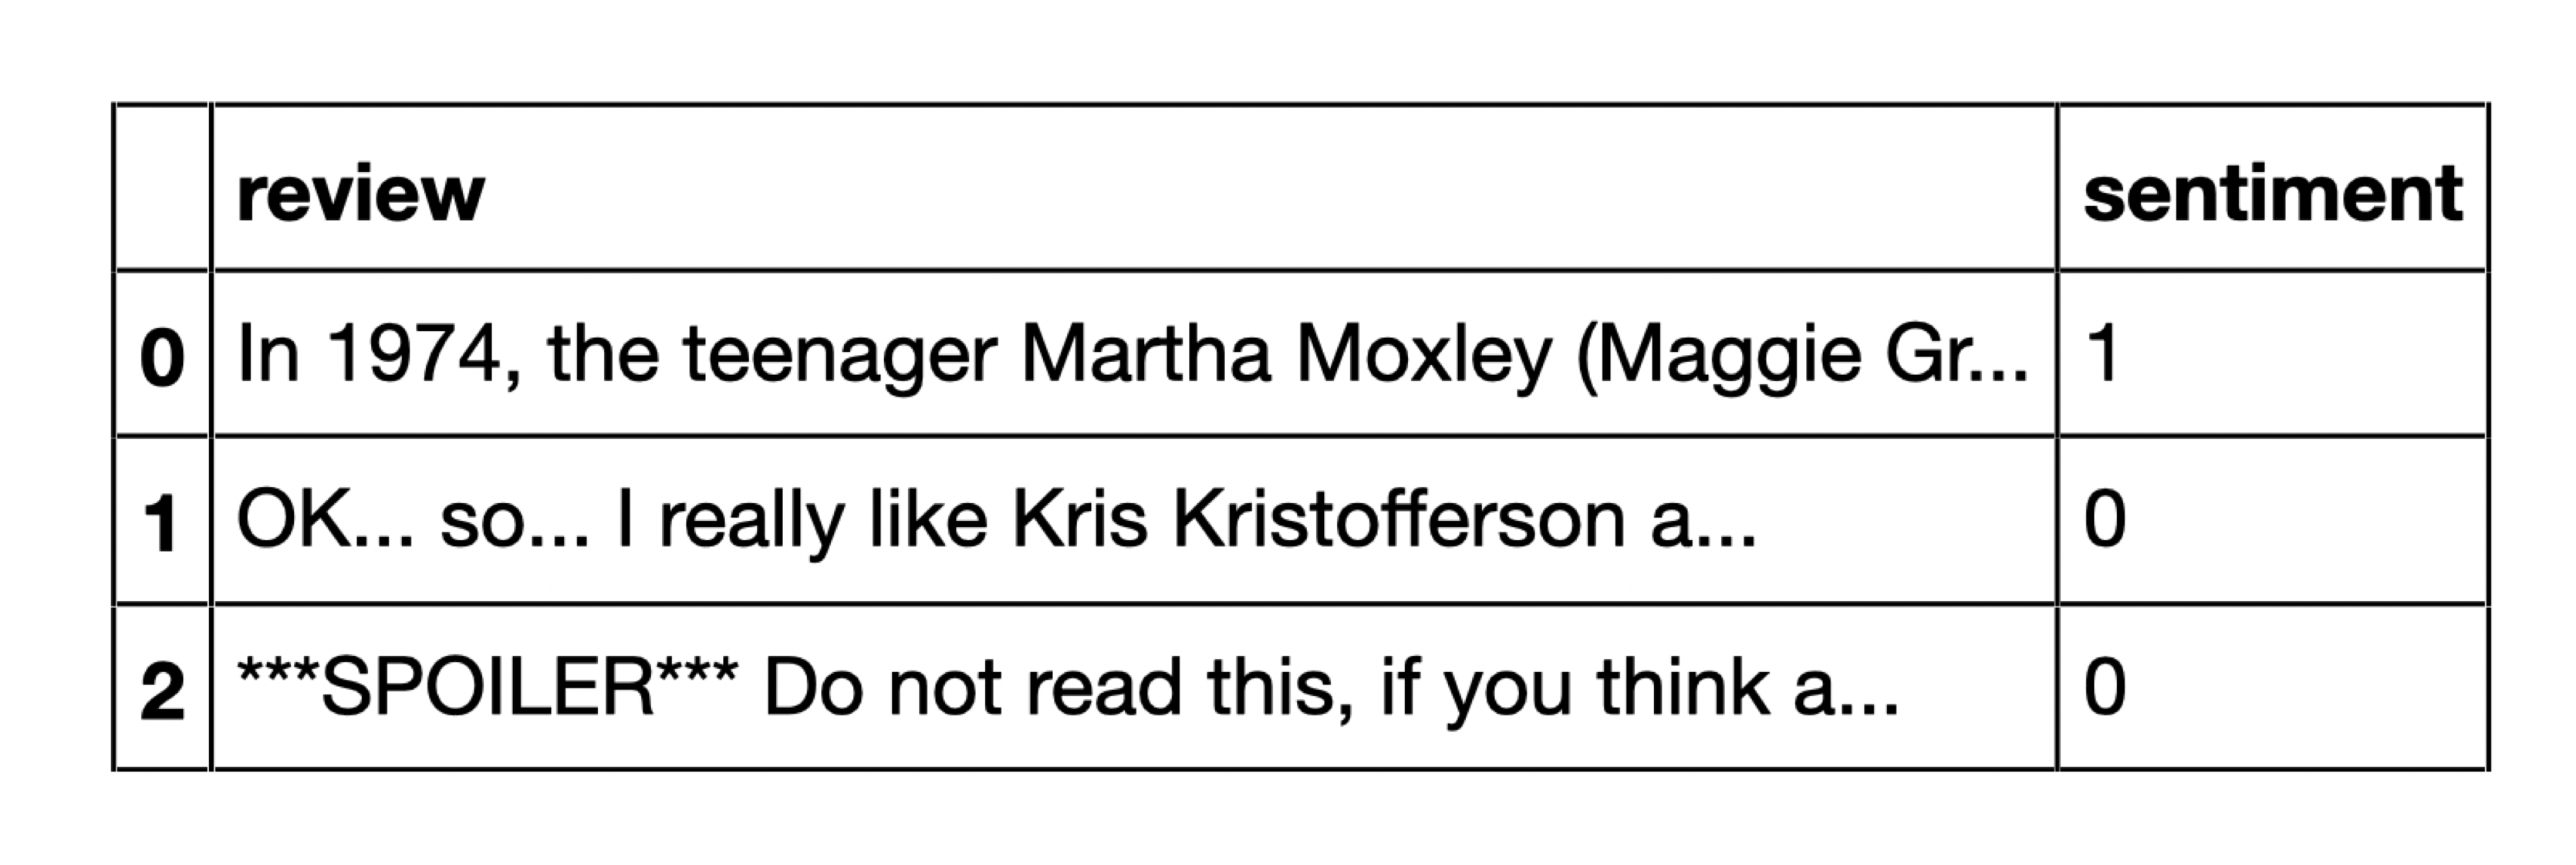 review sentiment
0 In 1974, the teenager Martha Moxley (Maggie Gr... 1
1 OK... so... I really like Kris Kristofferson a... 0
2 ***SPOILER*** Do not read this, if you think a... 0